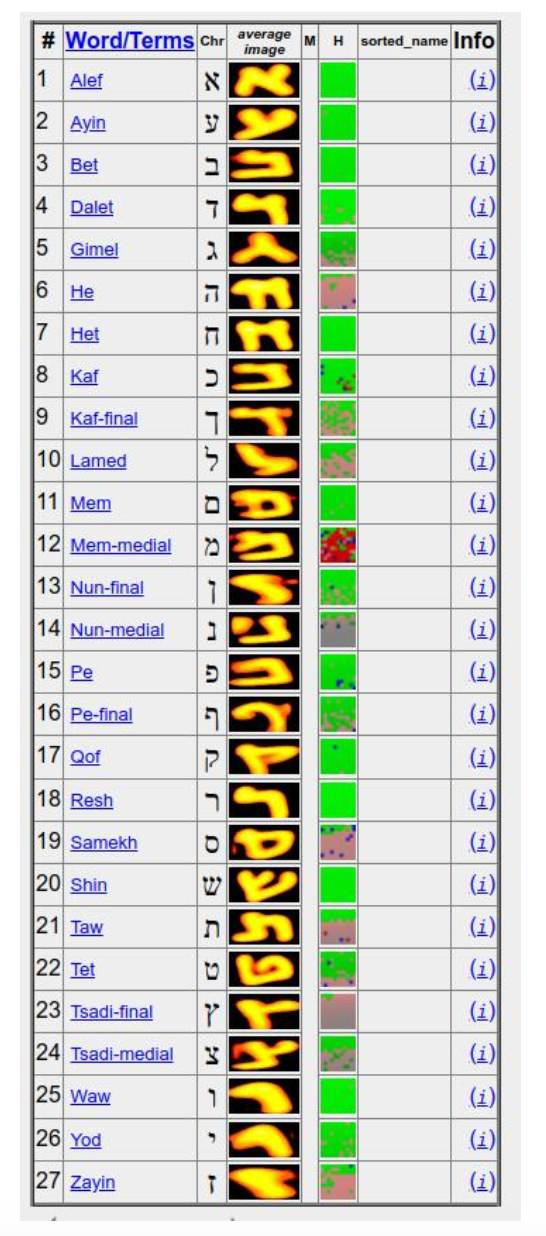 # Word/Terms Chr average image M H sorted_name Info
1 Alef א (i)
2 Ayin ע (i)
3 Bet ב (i)
4 Dalet ד (i)
5 Gimel ג (i)
6 He ה (i)
7 Het ח (i)
8 Kaf כ (i)
9 Kaf-final ך (i)
10 Lamed ל (i)
11 Mem ם (i)
12 Mem-medial מ (i)
13 Nun-final ן (i)
14 Nun-medial נ (i)
15 Pe פ (i)
16 Pe-final ף (i)
17 Qof ק (i)
18 Resh ר (i)
19 Samekh ס (i)
20 Shin ש (i)
21 Taw ת (i)
22 Tet ט (i)
23 Tsadi-final ץ (i)
24 Tsadi-medial צ (i)
25 Waw ו (i)
26 Yod י (i)
27 Zayin ז (i)